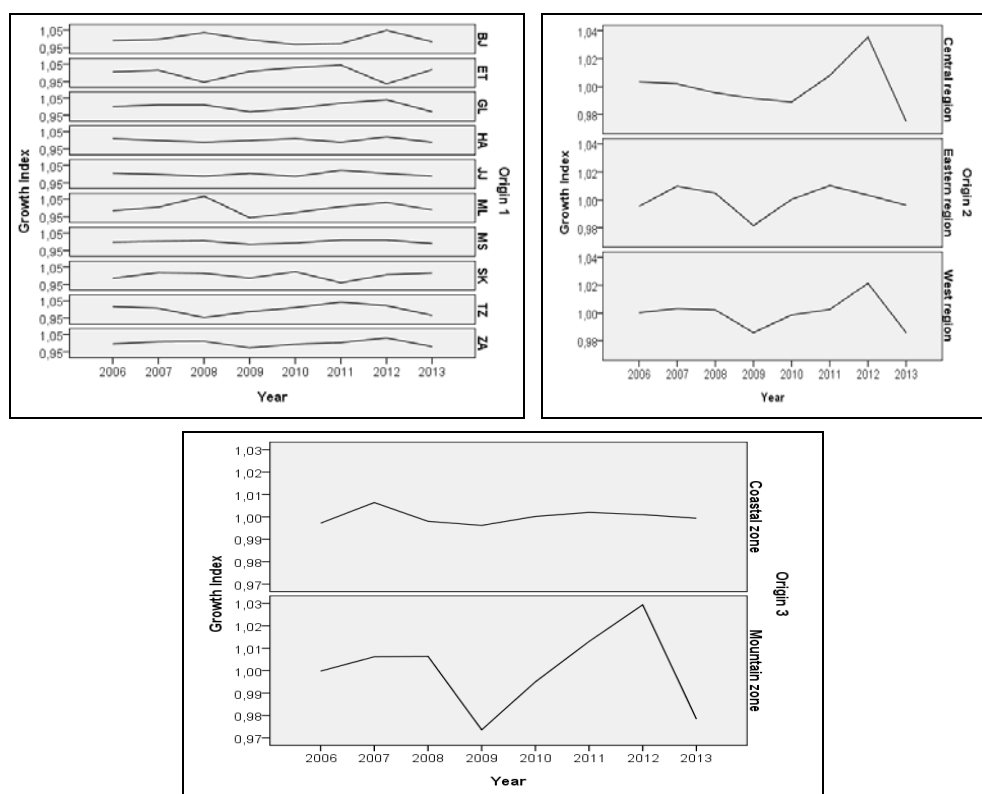 1,05
0,95
BJ
1,05
0,95
ET
1,05
0,95
GL
1,05
0,95
HA
1,05
0,95
JJ
1,05
0,95
ML
1,05
0,95
MS
1,05
0,95
SK
1,05
0,95
TZ
1,05
0,95
ZA
Growth Index
Origin 1
2006 2007 2008 2009 2010 2011 2012 2013
Year
1,04
1,02
1,00
0,98
Central region
1,04
1,02
1,00
0,98
Eastern region
1,04
1,02
1,00
0,98
West region
Growth Index
Origin 2
2006 2007 2008 2009 2010 2011 2012 2013
Year
1,03
1,02
1,01
1,00
0,99
0,98
0,97
Coastal zone
1,03
1,02
1,01
1,00
0,99
0,98
0,97
Mountain zone
Growth Index
Origin 3
2006 2007 2008 2009 2010 2011 2012 2013
Year